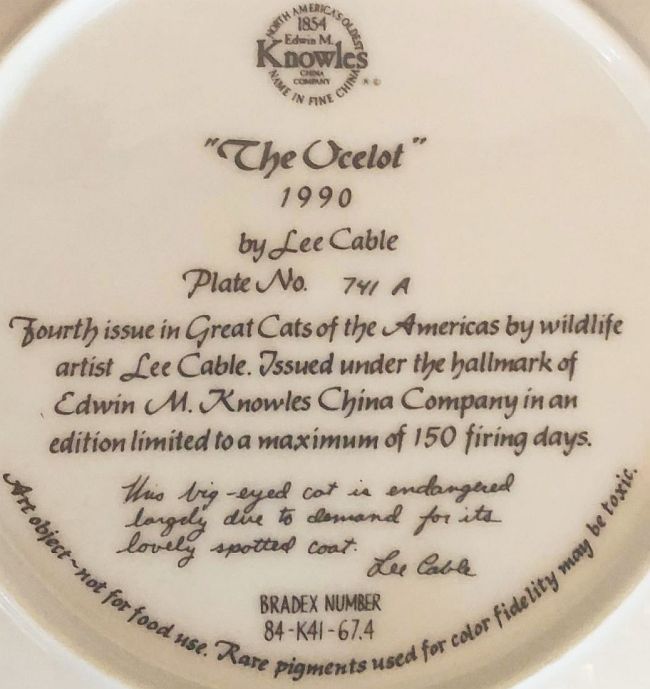 NORTH AMERICA'S OLDEST
1854
Edwin M.
Knowles
CHINA
COMPANY
® ©
NAME IN FINE CHINA
"The Ocelot"
1990
by Lee Cable
Plate No. 741 A
Fourth issue in Great Cats of the Americas by wildlife
artist Lee Cable. Issued under the hallmark of
Edwin M. Knowles China Company in an
edition limited to a maximum of 150 firing days.
This big-eyed cat is endangered
largely due to demand for its
lovely spotted coat.
Lee Cable
BRADEX NUMBER
84-K41-67.4
Art object~not for food use. Rare pigments used for color fidelity may be toxic.